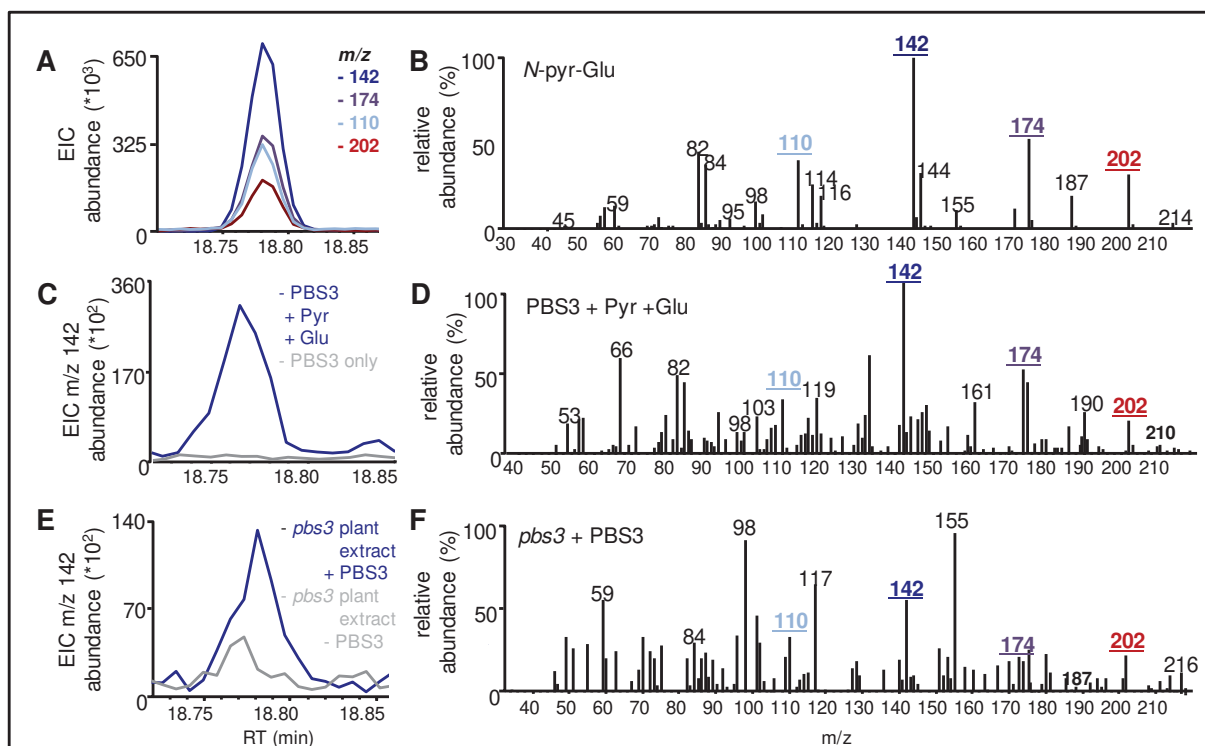 A
EIC
abundance (*10³)
650
325
0
m/z
- 142
- 174
- 110
- 202
18.75 18.80 18.85
B
N-pyr-Glu
relative
abundance (%)
100
50
0
45 59 82 84 95 98 110 114 116 142 144 155 174 187 202 214
30 40 50 60 70 80 90 100 110 120 130 140 150 160 170 180 190 200 210
C
EIC m/z 142
abundance (*10²)
360
170
0
- PBS3
+ Pyr
+ Glu
- PBS3 only
18.75 18.80 18.85
D
PBS3 + Pyr +Glu
relative
abundance (%)
100
50
0
53 66 82 98 103 110 119 142 161 174 190 202 210
40 50 60 70 80 90 100 110 120 130 140 150 160 170 180 190 200 210
E
EIC m/z 142
abundance (*10²)
140
70
0
- pbs3 plant
extract
+ PBS3
- pbs3 plant
extract
- PBS3
18.75 18.80 18.85
RT (min)
F
pbs3 + PBS3
relative
abundance (%)
100
50
0
59 84 98 110 117 142 155 174 187 202 216
40 50 60 70 80 90 100 110 120 130 140 150 160 170 180 190 200 210
m/z